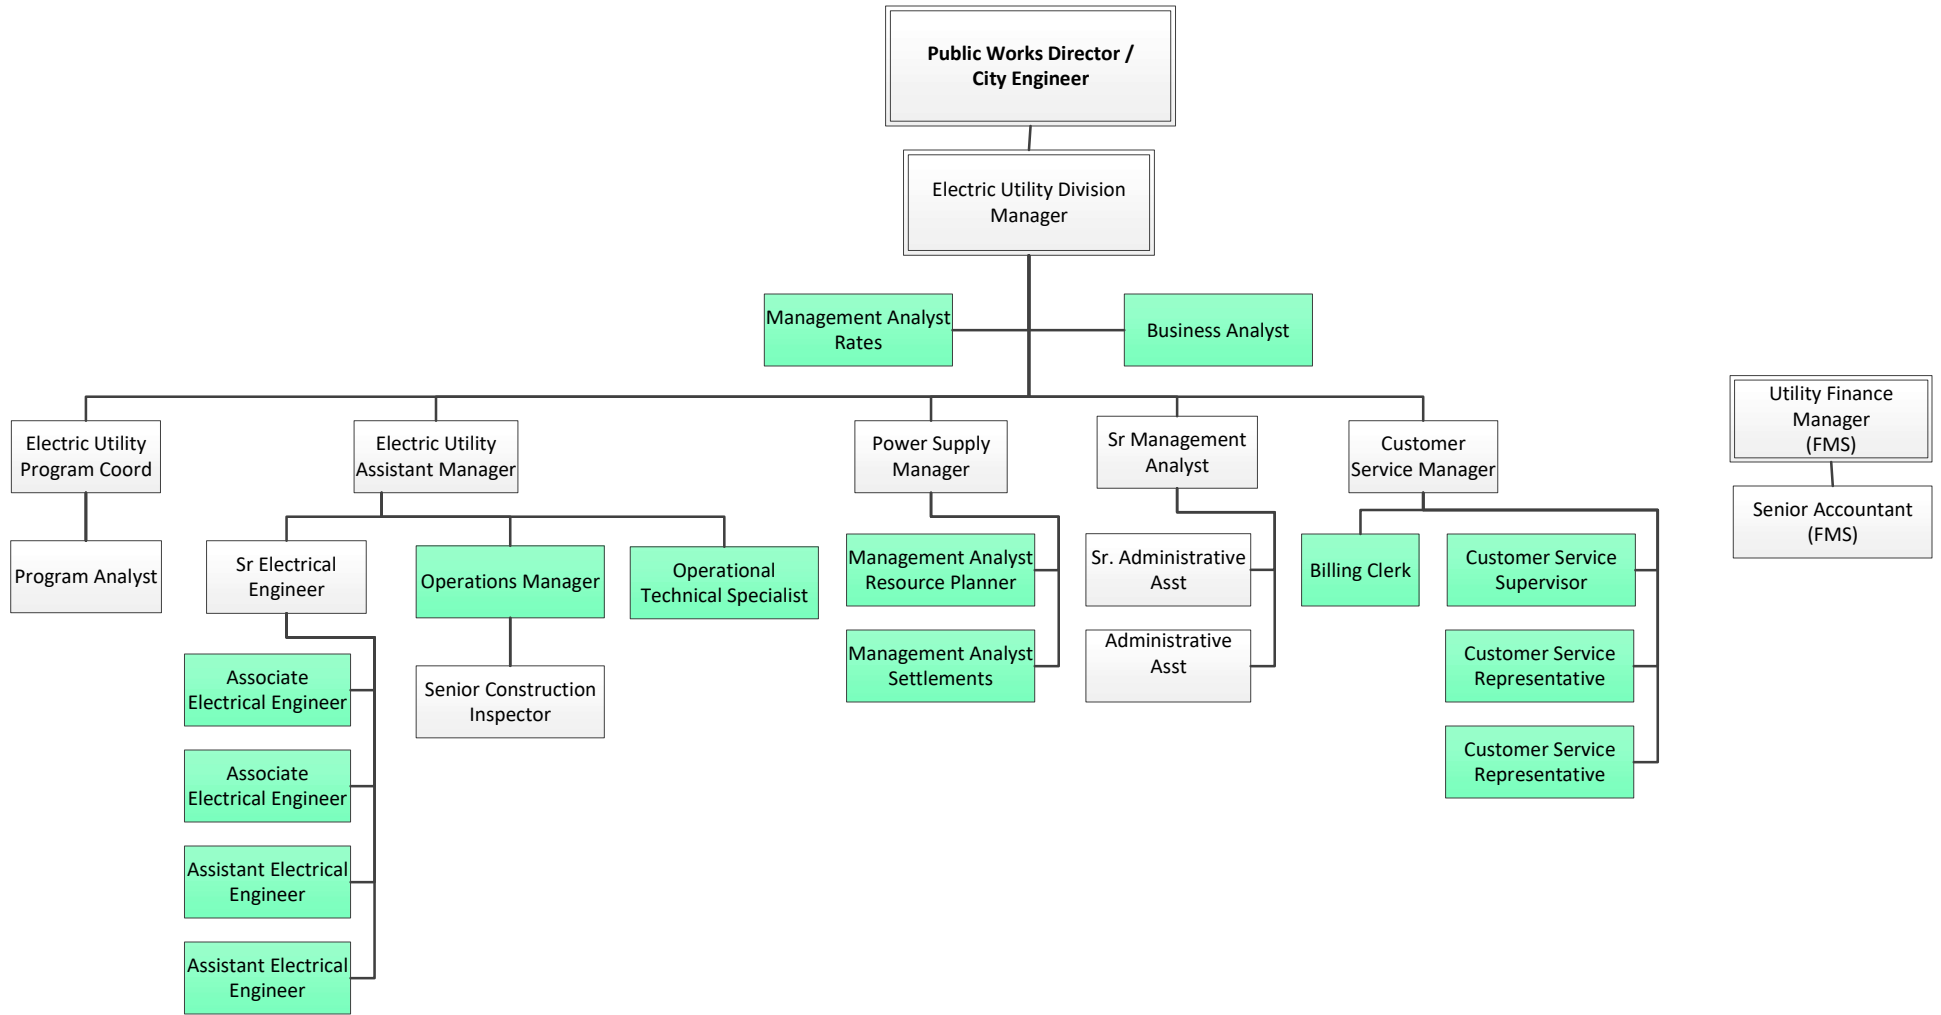 Public Works Director /
City Engineer
Electric Utility Division
Manager
Management Analyst
Rates
Business Analyst
Electric Utility
Program Coord
Electric Utility
Assistant Manager
Power Supply
Manager
Sr Management
Analyst
Customer
Service Manager
Utility Finance
Manager
(FMS)
Senior Accountant
(FMS)
Program Analyst
Sr Electrical
Engineer
Operations Manager
Operational
Technical Specialist
Management Analyst
Resource Planner
Sr. Administrative
Asst
Billing Clerk
Customer Service
Supervisor
Management Analyst
Settlements
Administrative
Asst
Customer Service
Representative
Associate
Electrical Engineer
Senior Construction
Inspector
Customer Service
Representative
Associate
Electrical Engineer
Assistant Electrical
Engineer
Assistant Electrical
Engineer